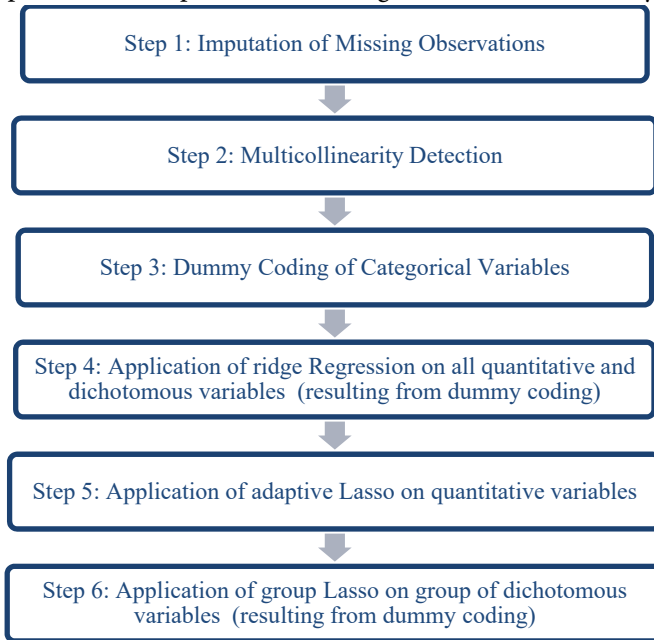 Step 1: Imputation of Missing Observations
Step 2: Multicollinearity Detection
Step 3: Dummy Coding of Categorical Variables
Step 4: Application of ridge Regression on all quantitative and
dichotomous variables  (resulting from dummy coding)
Step 5: Application of adaptive Lasso on quantitative variables
Step 6: Application of group Lasso on group of dichotomous
variables  (resulting from dummy coding)